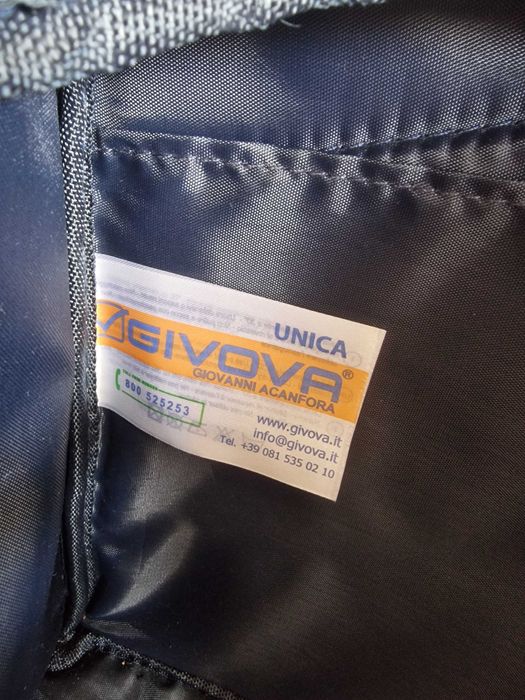 UNICA
GIVOVA®
GIOVANNI ACANFORA
800 525253
www.givova.it
info@givova.it
Tel. +39 081 535 02 10